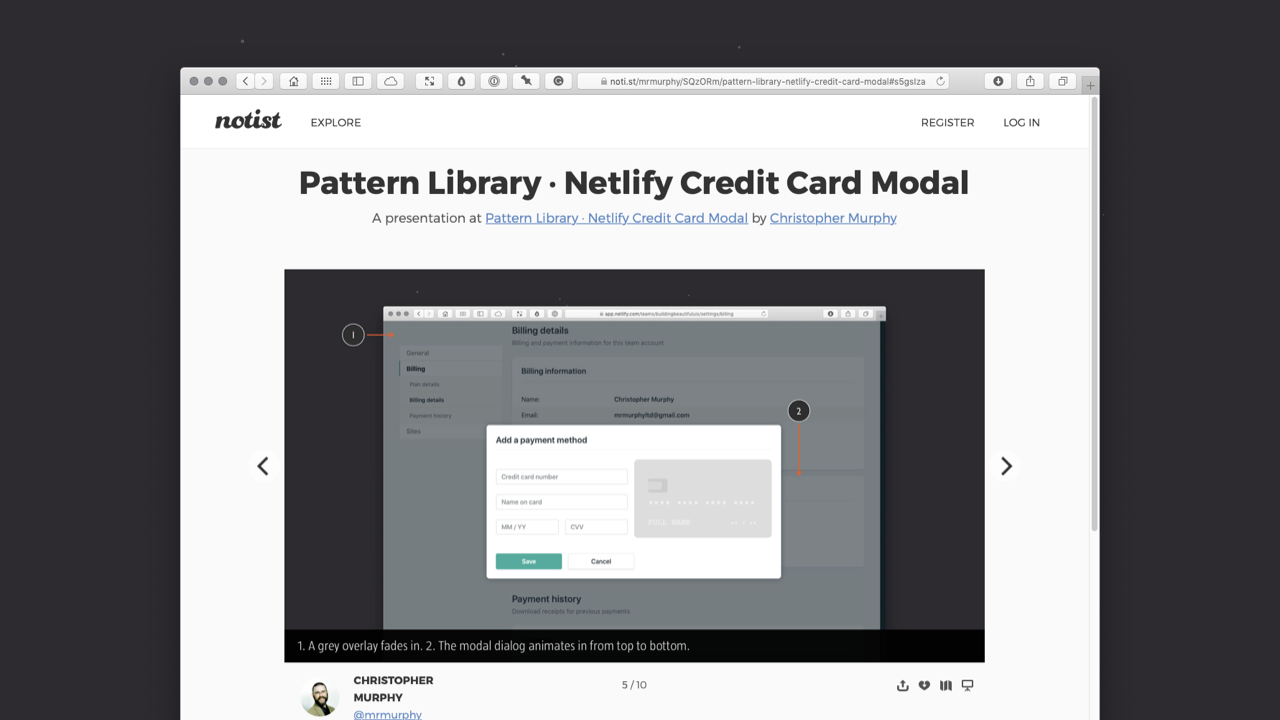 noti.st/mrmurphy/SQzORm/pattern-library-netlify-credit-card-modal#s5gsIza
notist EXPLORE REGISTER LOG IN
Pattern Library · Netlify Credit Card Modal
A presentation at Pattern Library · Netlify Credit Card Modal by Christopher Murphy
app.netlify.com/teams/buildingbeautifuluis/settings/billing
1
Billing details
Billing and payment information for this team account
General
Billing
Plan details
Billing details
Payment history
Sites
Billing information
Name: Christopher Murphy
Email: mrmurphyltd@gmail.com
2
Add a payment method
Credit card number
Name on card
MM / YY CVV
•••• •••• •••• ••••
FULL NAME •• / ••
Save Cancel
Payment history
Download receipts for previous payments
1. A grey overlay fades in. 2. The modal dialog animates in from top to bottom.
CHRISTOPHER
MURPHY
@mrmurphy
5 / 10